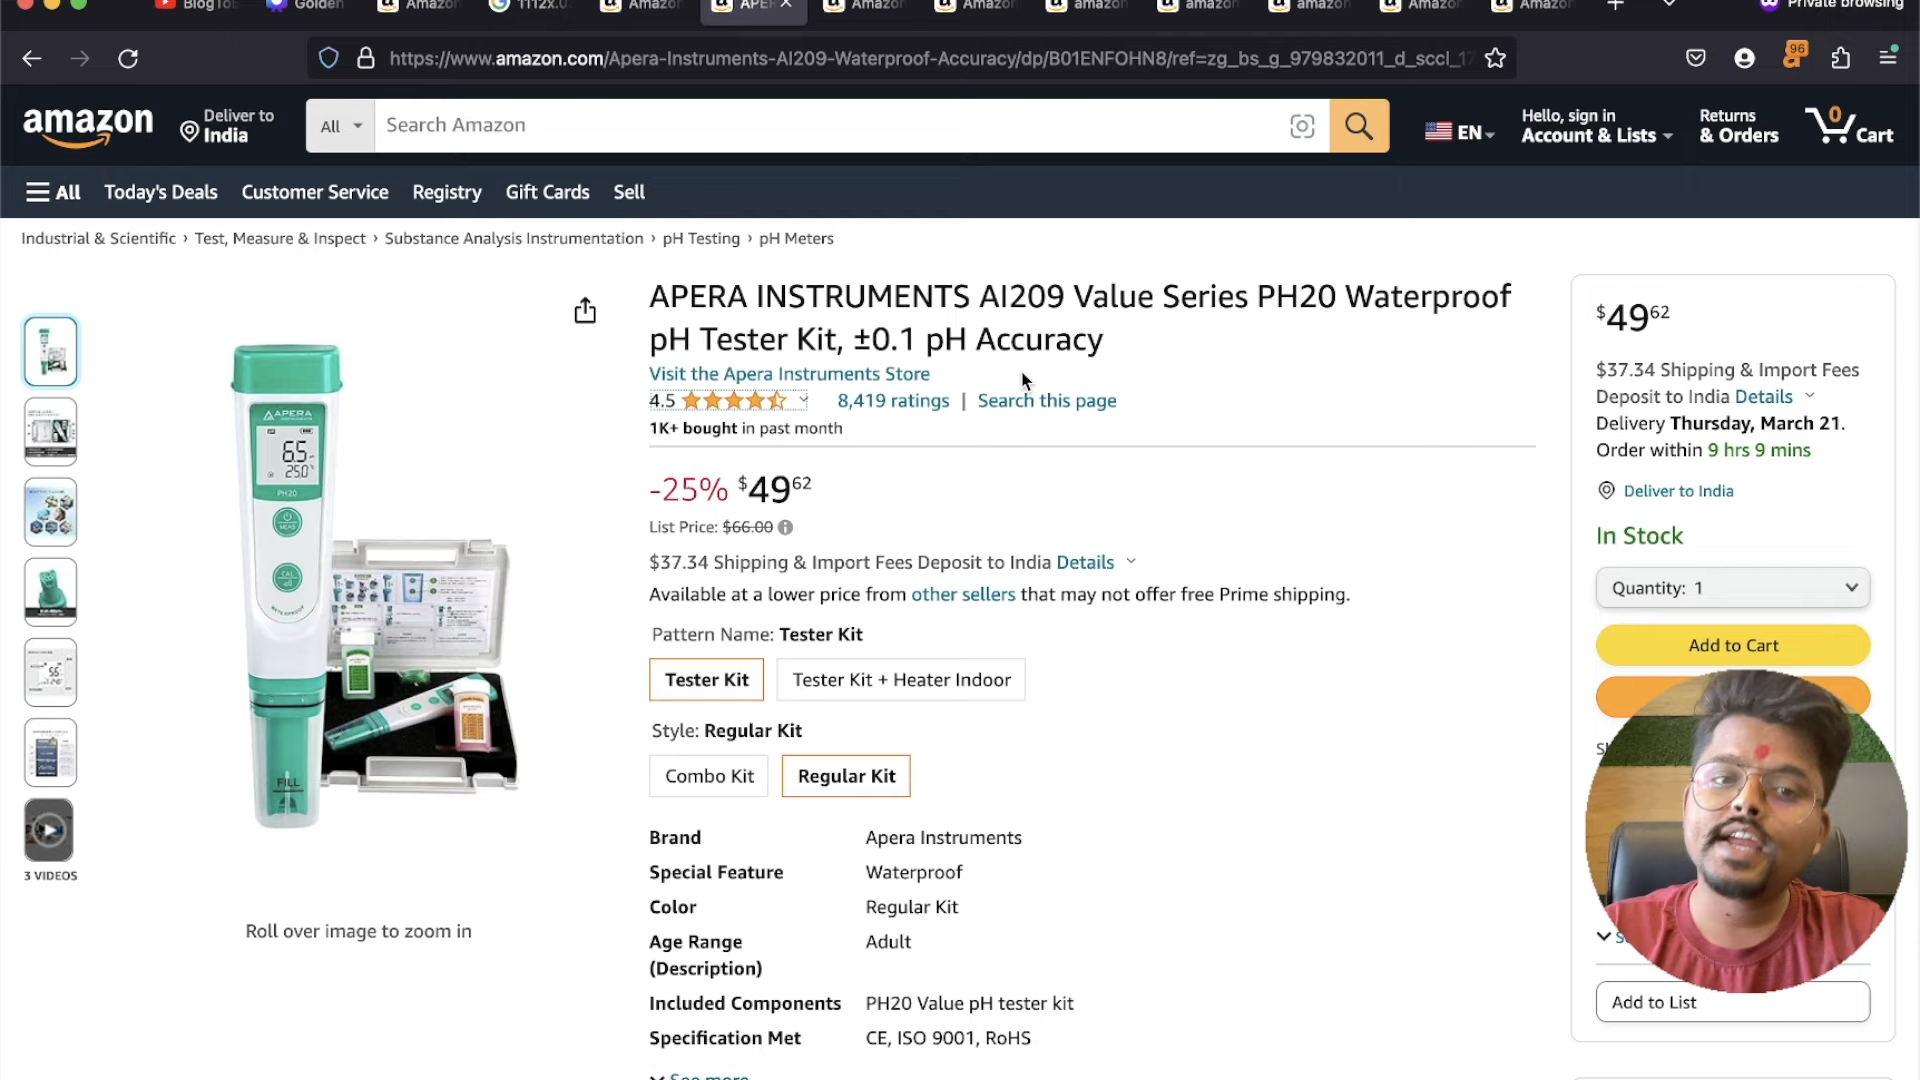 BlogTo
Golden
Amazo
1112x.0
Amazo
APER
Amazo
Amazo
amazo
amazo
amazo
Amazo
Amazo
Private browsing
https://www.amazon.com/Apera-Instruments-AI209-Waterproof-Accuracy/dp/B01ENFOHN8/ref=zg_bs_g_979832011_d_sccl_17
96
amazon
Deliver to
India
All
Search Amazon
EN
Hello, sign in
Account & Lists
Returns
& Orders
0
Cart
All
Today's Deals
Customer Service
Registry
Gift Cards
Sell
Industrial & Scientific › Test, Measure & Inspect › Substance Analysis Instrumentation › pH Testing › pH Meters
APERA INSTRUMENTS AI209 Value Series PH20 Waterproof
pH Tester Kit, ±0.1 pH Accuracy
Visit the Apera Instruments Store
4.5
8,419 ratings | Search this page
1K+ bought in past month
-25% $49 62
List Price: $66.00
$37.34 Shipping & Import Fees Deposit to India Details
Available at a lower price from other sellers that may not offer free Prime shipping.
Pattern Name: Tester Kit
Tester Kit
Tester Kit + Heater Indoor
Style: Regular Kit
Combo Kit
Regular Kit
Brand Apera Instruments
Special Feature Waterproof
Color Regular Kit
Age Range Adult
(Description)
Included Components PH20 Value pH tester kit
Specification Met CE, ISO 9001, RoHS
See more
APERA
6.5
25.0
PH20
MEAS
CAL
FILL
3 VIDEOS
Roll over image to zoom in
$49 62
$37.34 Shipping & Import Fees
Deposit to India Details
Delivery Thursday, March 21.
Order within 9 hrs 9 mins
Deliver to India
In Stock
Quantity: 1
Add to Cart
Add to List